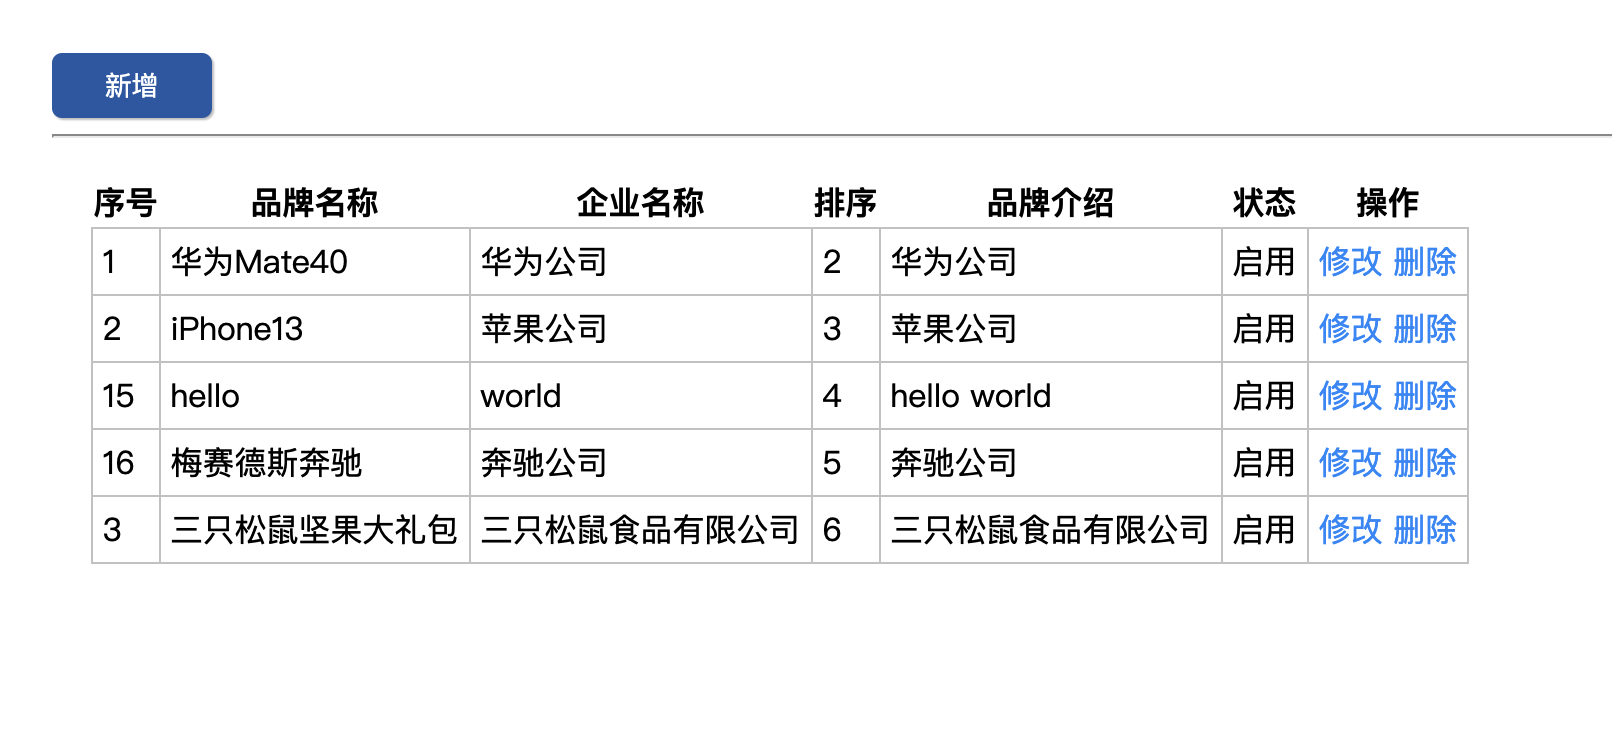 新增
序号 品牌名称 企业名称 排序 品牌介绍 状态 操作
1 华为Mate40 华为公司 2 华为公司 启用 修改 删除
2 iPhone13 苹果公司 3 苹果公司 启用 修改 删除
15 hello world 4 hello world 启用 修改 删除
16 梅赛德斯奔驰 奔驰公司 5 奔驰公司 启用 修改 删除
3 三只松鼠坚果大礼包 三只松鼠食品有限公司 6 三只松鼠食品有限公司 启用 修改 删除